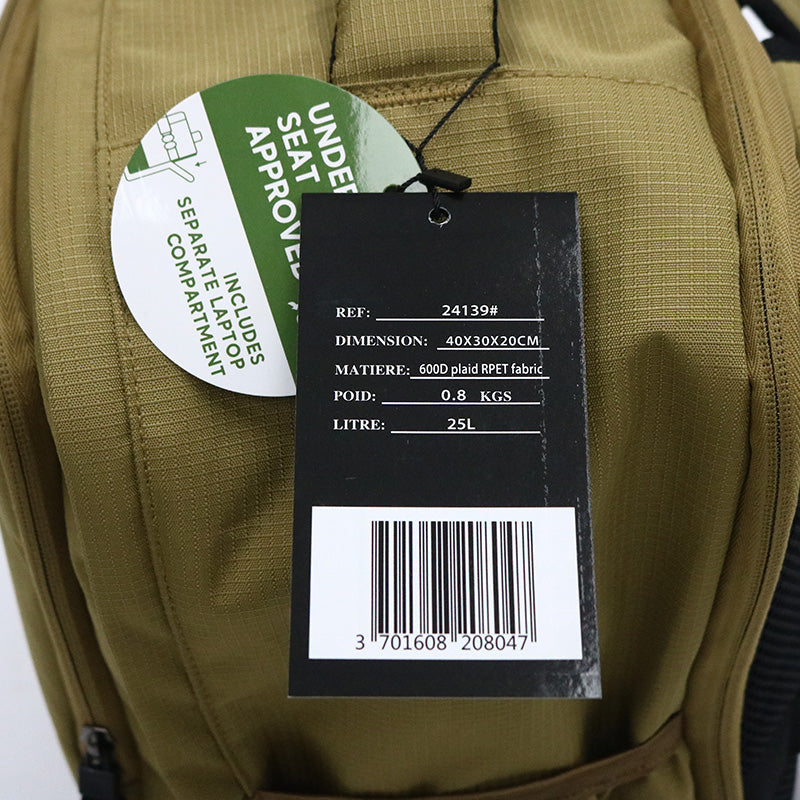 UNDER
SEAT
APPROVED
INCLUDES
SEPARATE LAPTOP
COMPARTMENT
REF: 24139#
DIMENSION: 40X30X20CM
MATIERE: 600D plaid RPET fabric
POID: 0.8 KGS
LITRE: 25L
3 701608 208047